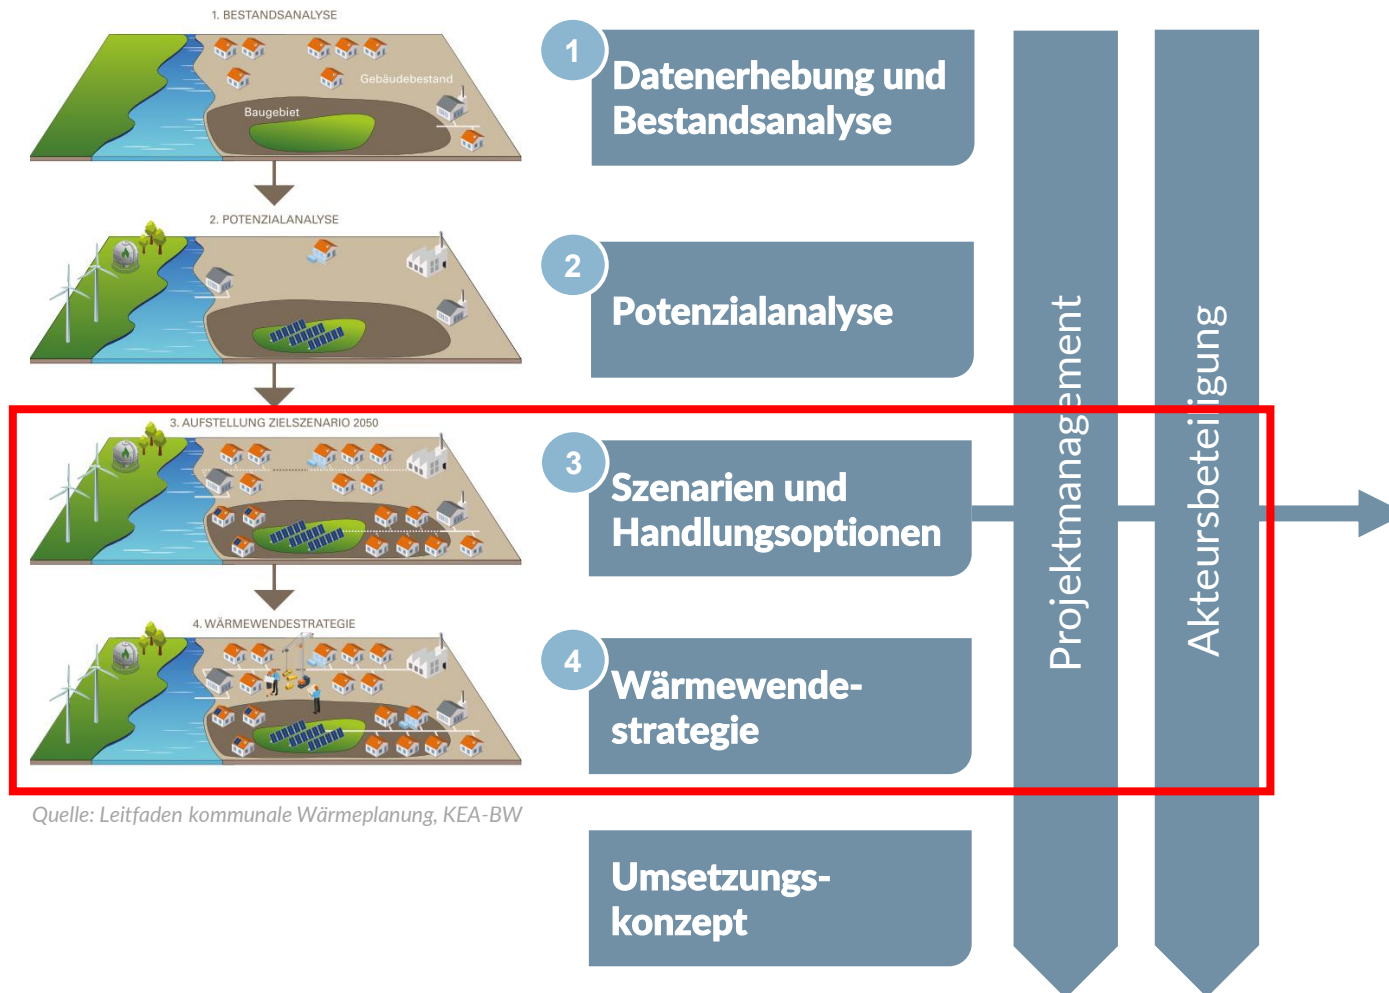 1. BESTANDSANALYSE
Gebäudebestand
Baugebiet
1
Datenerhebung und
Bestandsanalyse
2. POTENZIALANALYSE
2
Potenzialanalyse
3. AUFSTELLUNG ZIELSZENARIO 2050
3
Szenarien und
Handlungsoptionen
4. WÄRMEWENDESTRATEGIE
4
Wärmewende-
strategie
Quelle: Leitfaden kommunale Wärmeplanung, KEA-BW
Umsetzungs-
konzept
Projektmanagement
Akteursbeteiligung